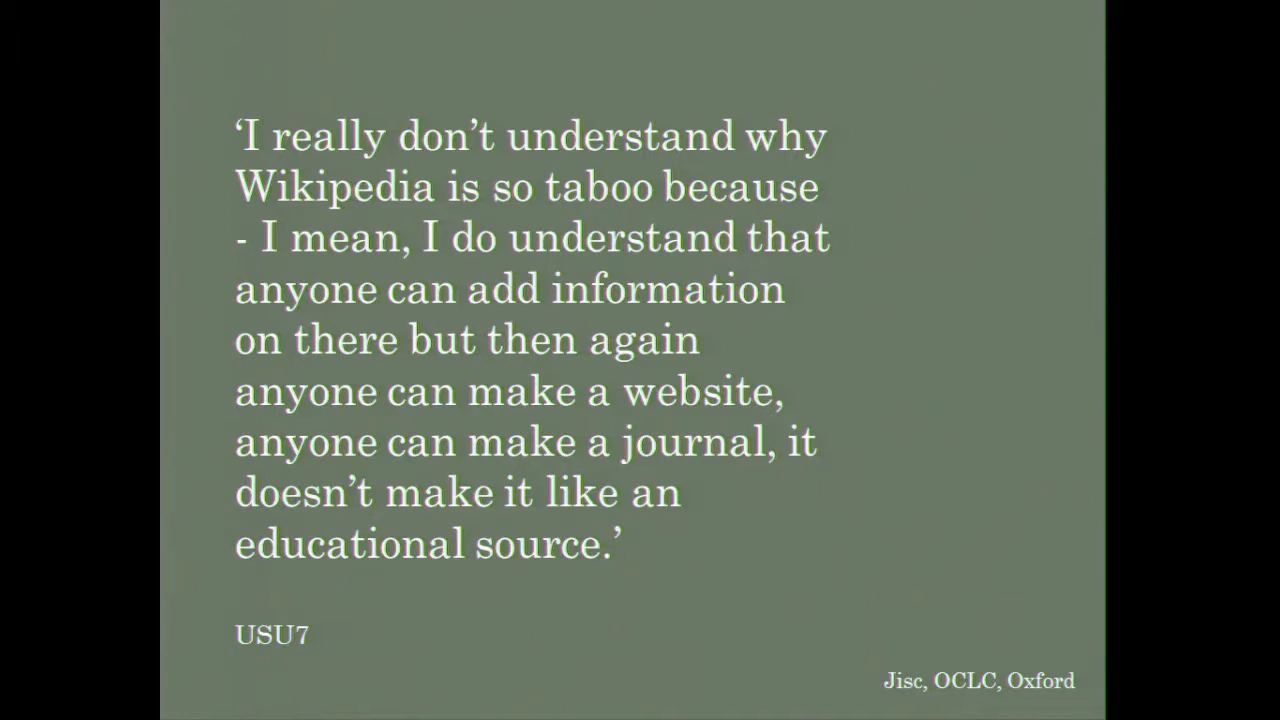 ‘I really don’t understand why
Wikipedia is so taboo because
- I mean, I do understand that
anyone can add information
on there but then again
anyone can make a website,
anyone can make a journal, it
doesn’t make it like an
educational source.’
USU7
Jisc, OCLC, Oxford